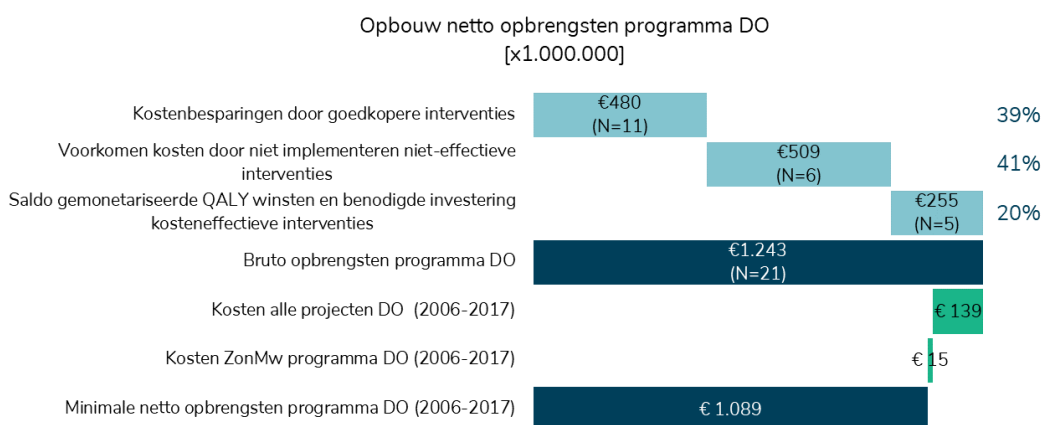 Opbouw netto opbrengsten programma DO
[x1.000.000]
Kostenbesparingen door goedkopere interventies
€480
(N=11)
39%
Voorkomen kosten door niet implementeren niet-effectieve
interventies
€509
(N=6)
41%
Saldo gemonetariseerde QALY winsten en benodigde investering
kosteneffectieve interventies
€255
(N=5)
20%
Bruto opbrengsten programma DO
€1.243
(N=21)
Kosten alle projecten DO (2006-2017)
€ 139
Kosten ZonMw programma DO (2006-2017)
€ 15
Minimale netto opbrengsten programma DO (2006-2017)
€ 1.089